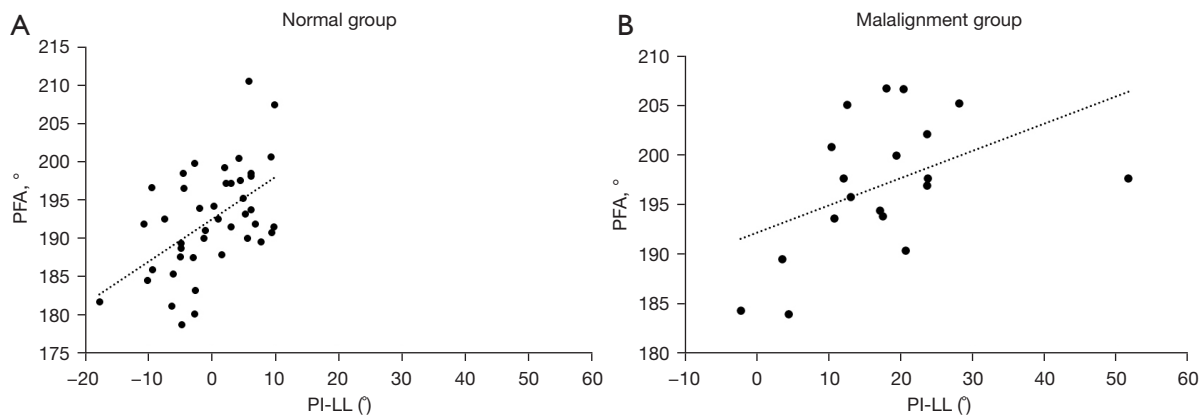 A
Normal group
215
210
205
200
195
190
185
180
175
PFA, °
−20 −10 0 10 20 30 40 50 60
PI-LL (°)
B
Malalignment group
210
205
200
195
190
185
180
PFA, °
−10 0 10 20 30 40 50 60
PI-LL (°)